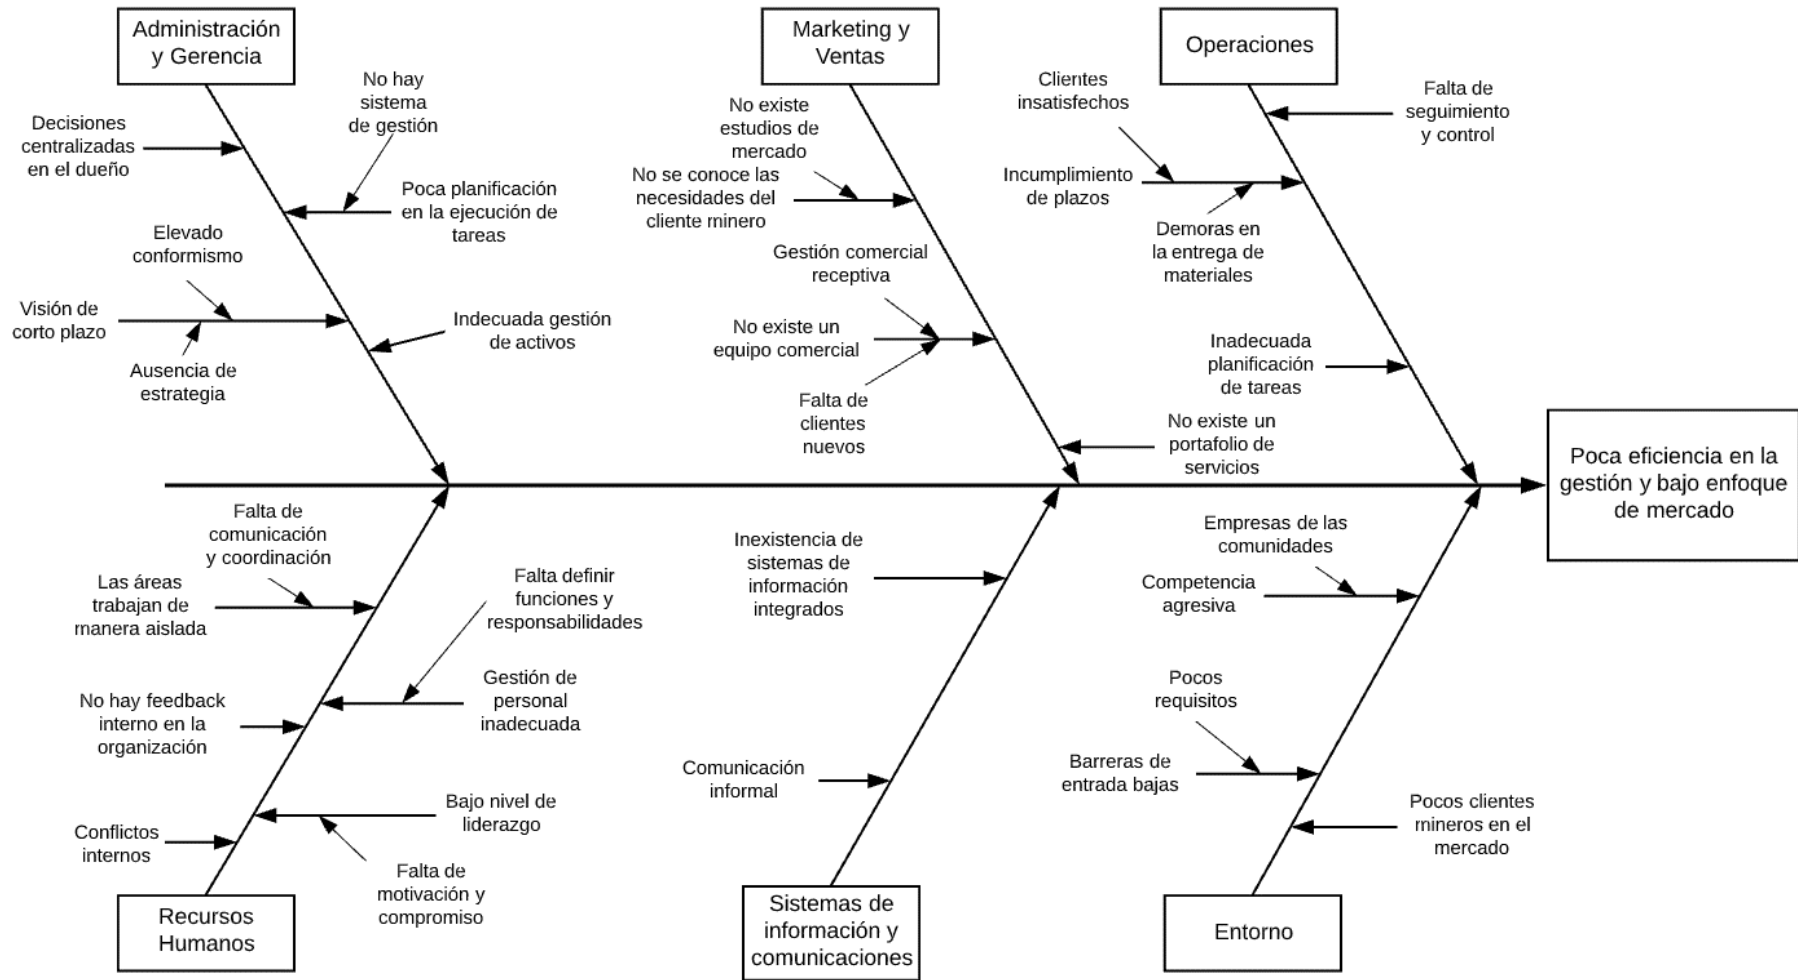 Administración
y Gerencia
Marketing y
Ventas
Operaciones
No hay
sistema
de gestión
Decisiones
centralizadas
en el dueño
Poca planificación
en la ejecución de
tareas
Elevado
conformismo
Visión de
corto plazo
Ausencia de
estrategia
Indecuada gestión
de activos
No existe
estudios de
mercado
No se conoce las
necesidades del
cliente minero
Gestión comercial
receptiva
No existe un
equipo comercial
Falta de
clientes
nuevos
No existe un
portafolio de
servicios
Clientes
insatisfechos
Falta de
seguimiento
y control
Incumplimiento
de plazos
Demoras en
la entrega de
materiales
Inadecuada
planificación
de tareas
Poca eficiencia en la
gestión y bajo enfoque
de mercado
Falta de
comunicación
y coordinación
Las áreas
trabajan de
manera aislada
Falta definir
funciones y
responsabilidades
No hay feedback
interno en la
organización
Gestión de
personal
inadecuada
Bajo nivel de
liderazgo
Conflictos
internos
Falta de
motivación y
compromiso
Recursos
Humanos
Inexistencia de
sistemas de
información
integrados
Comunicación
informal
Sistemas de
información y
comunicaciones
Empresas de las
comunidades
Competencia
agresiva
Pocos
requisitos
Barreras de
entrada bajas
Pocos clientes
mineros en el
mercado
Entorno